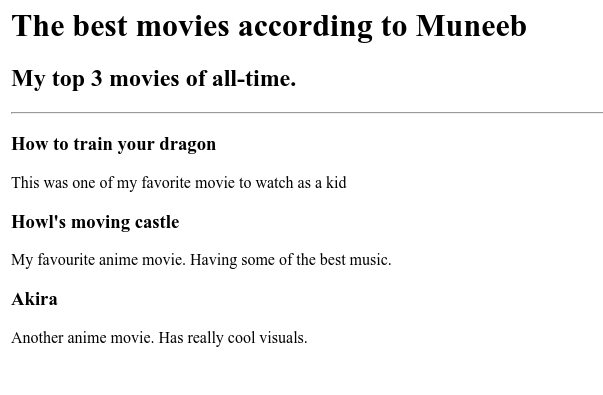 The best movies according to Muneeb
My top 3 movies of all-time.
How to train your dragon
This was one of my favorite movie to watch as a kid
Howl's moving castle
My favourite anime movie. Having some of the best music.
Akira
Another anime movie. Has really cool visuals.